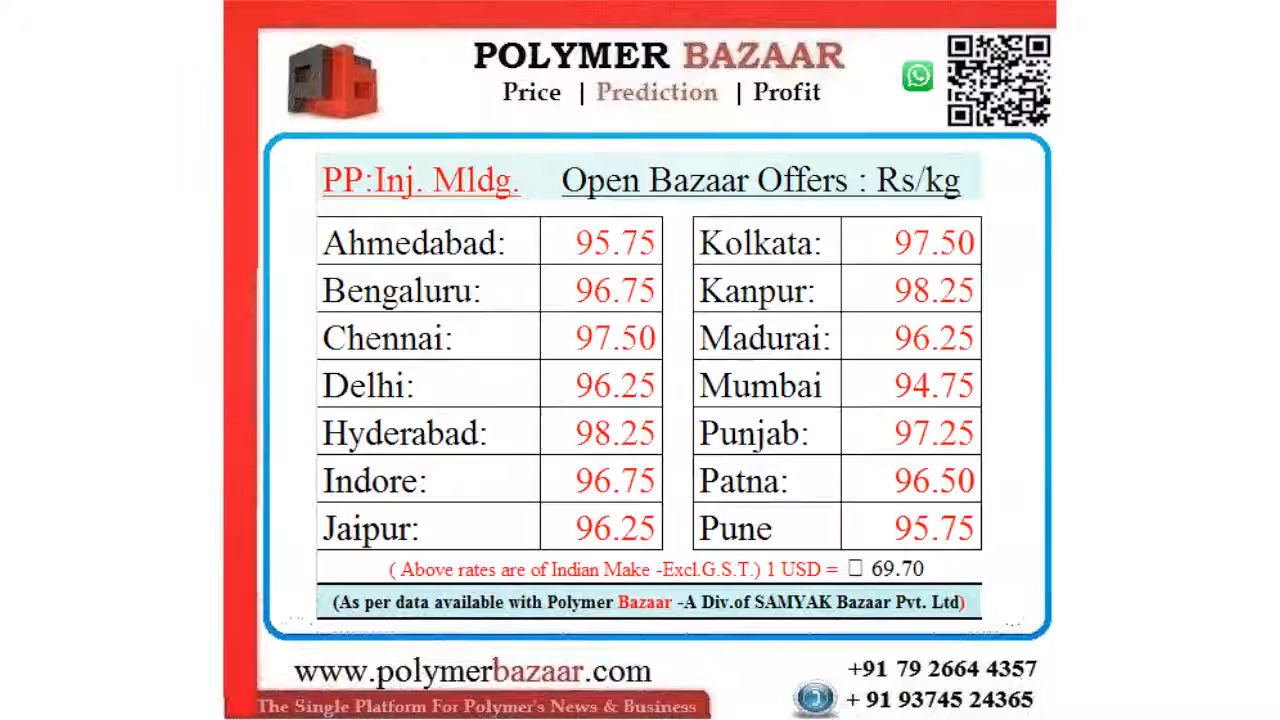 POLYMER BAZAAR
Price | Prediction | Profit
PP:Inj. Mldg. Open Bazaar Offers : Rs/kg
Ahmedabad: 95.75 Kolkata: 97.50
Bengaluru: 96.75 Kanpur: 98.25
Chennai: 97.50 Madurai: 96.25
Delhi: 96.25 Mumbai 94.75
Hyderabad: 98.25 Punjab: 97.25
Indore: 96.75 Patna: 96.50
Jaipur: 96.25 Pune 95.75
( Above rates are of Indian Make -Excl.G.S.T.) 1 USD = □ 69.70
(As per data available with Polymer Bazaar -A Div.of SAMYAK Bazaar Pvt. Ltd)
www.polymerbazaar.com
+91 79 2664 4357
+ 91 93745 24365
The Single Platform For Polymer's News & Business